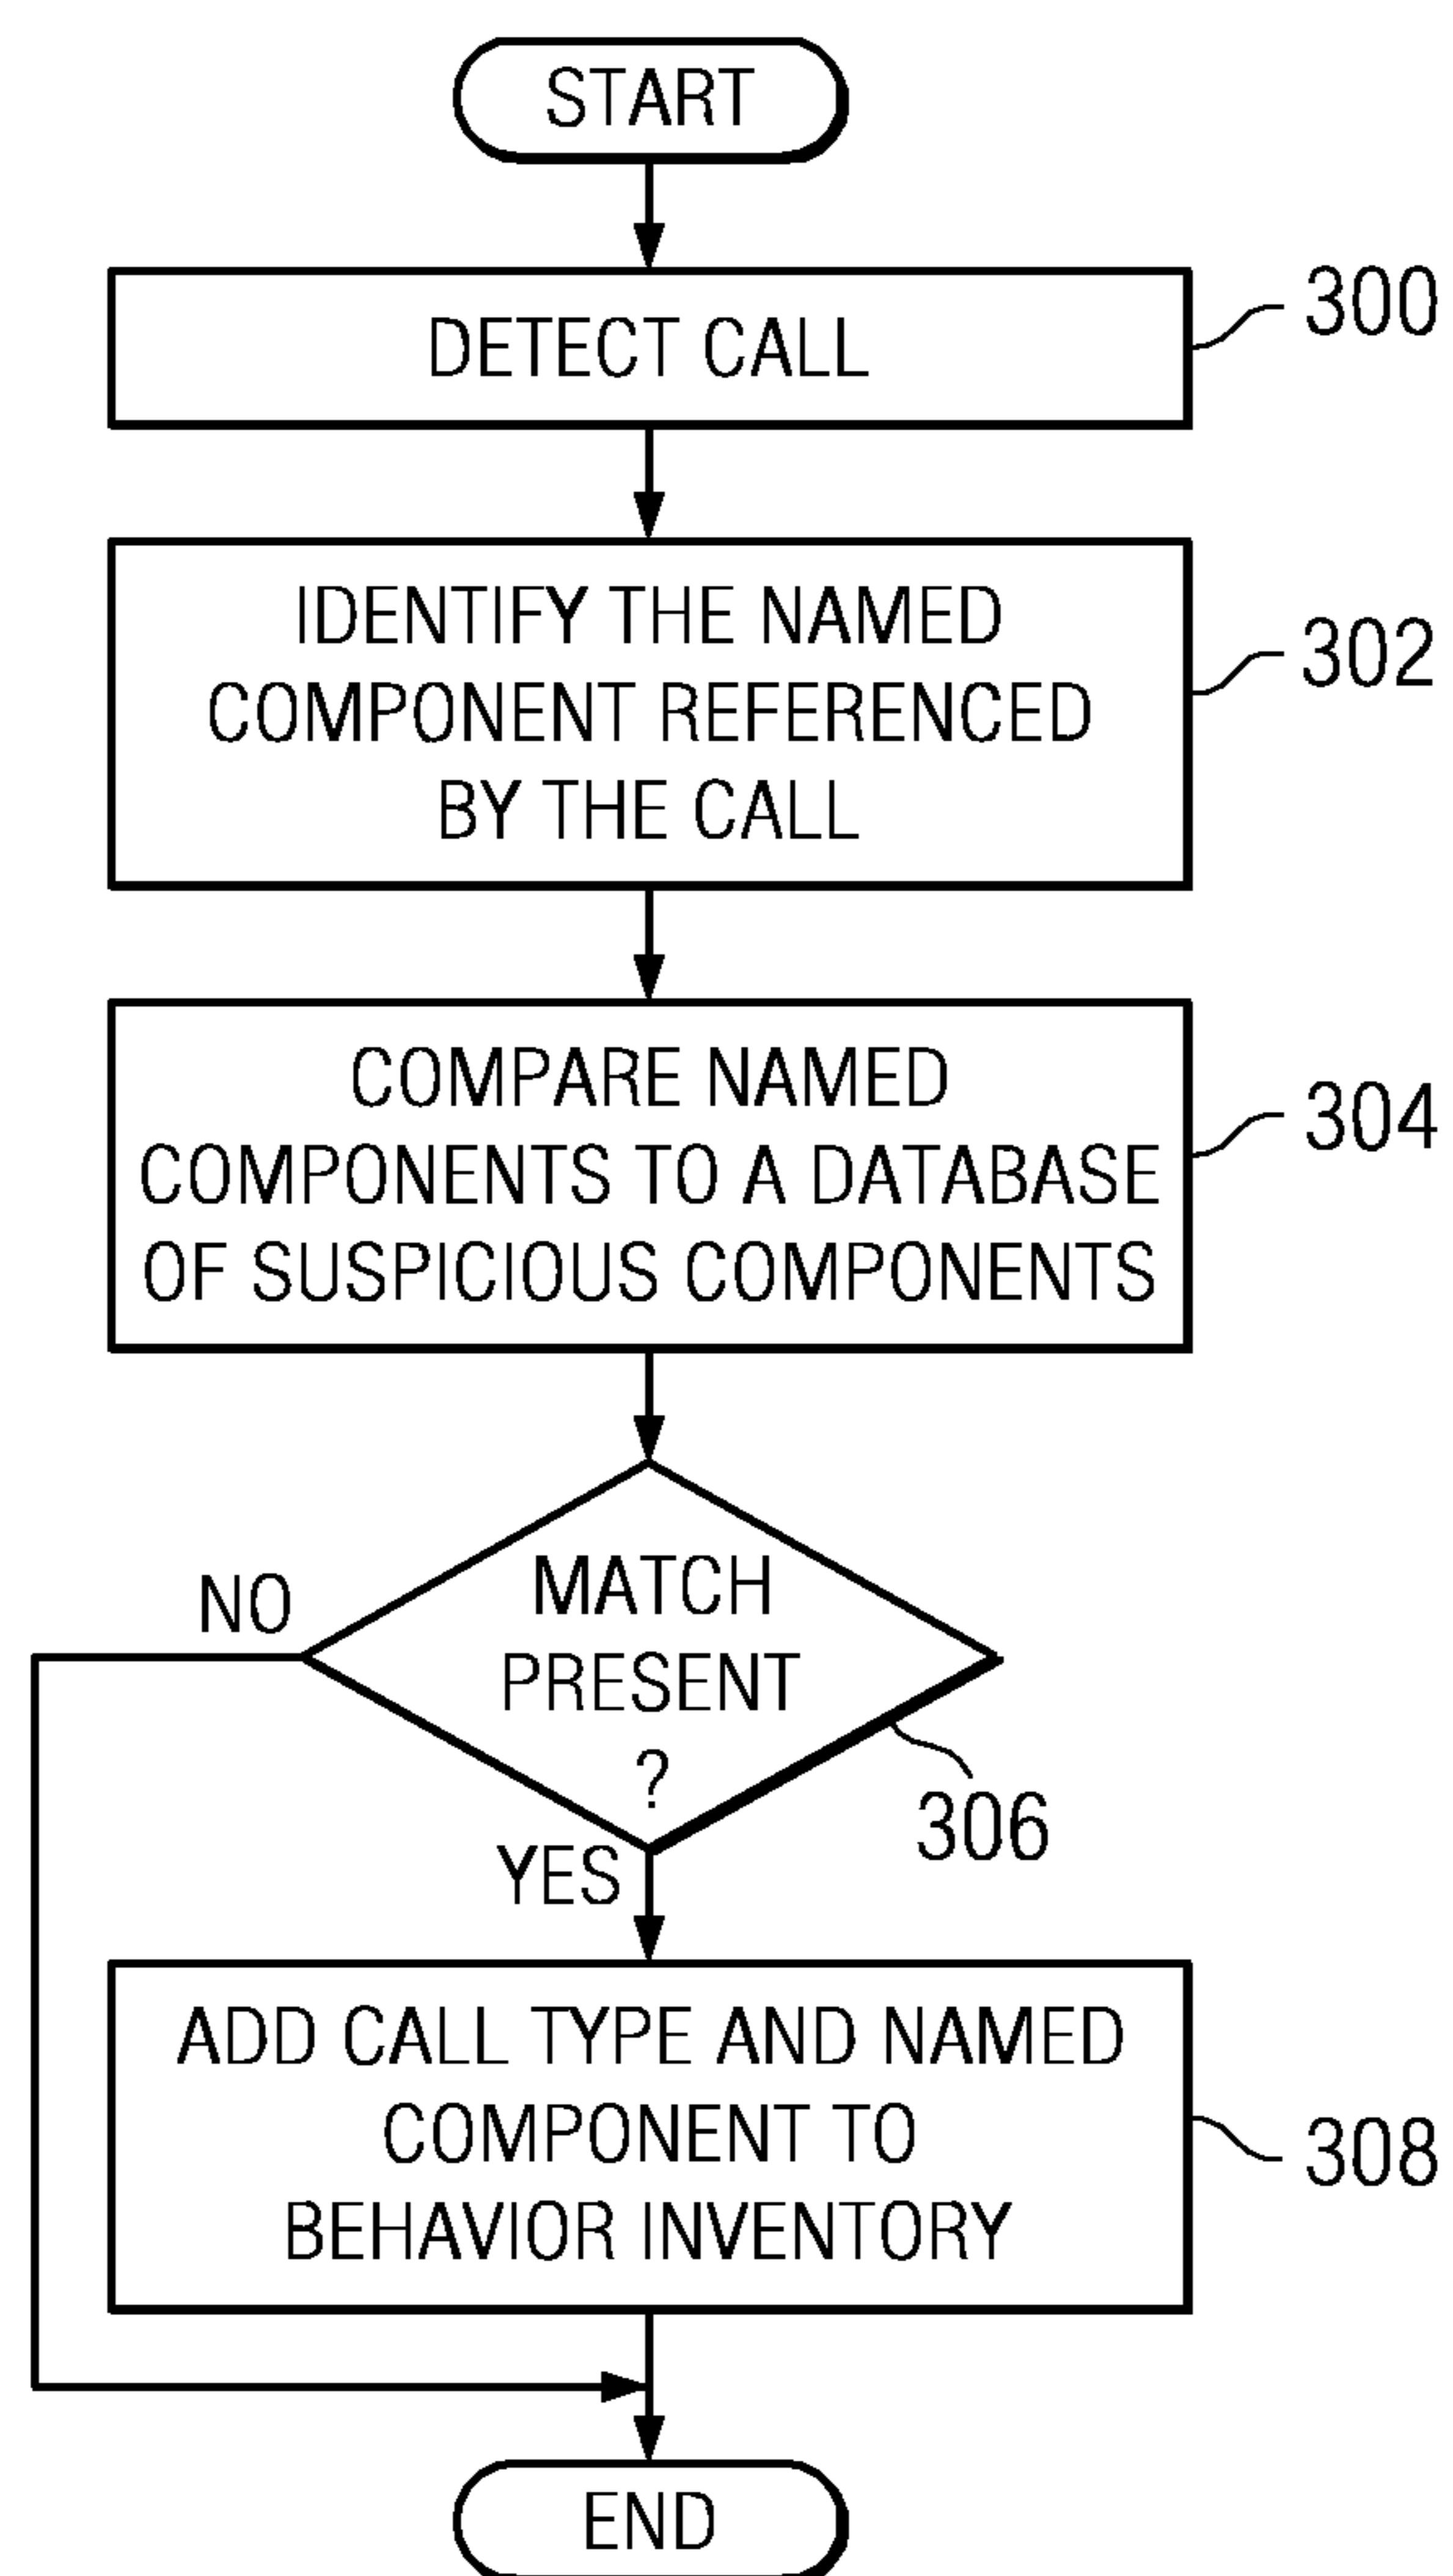 START
DETECT CALL
300
IDENTIFY THE NAMED
COMPONENT REFERENCED
BY THE CALL
302
COMPARE NAMED
COMPONENTS TO A DATABASE
OF SUSPICIOUS COMPONENTS
304
MATCH
PRESENT
?
NO
306
YES
ADD CALL TYPE AND NAMED
COMPONENT TO
BEHAVIOR INVENTORY
308
END